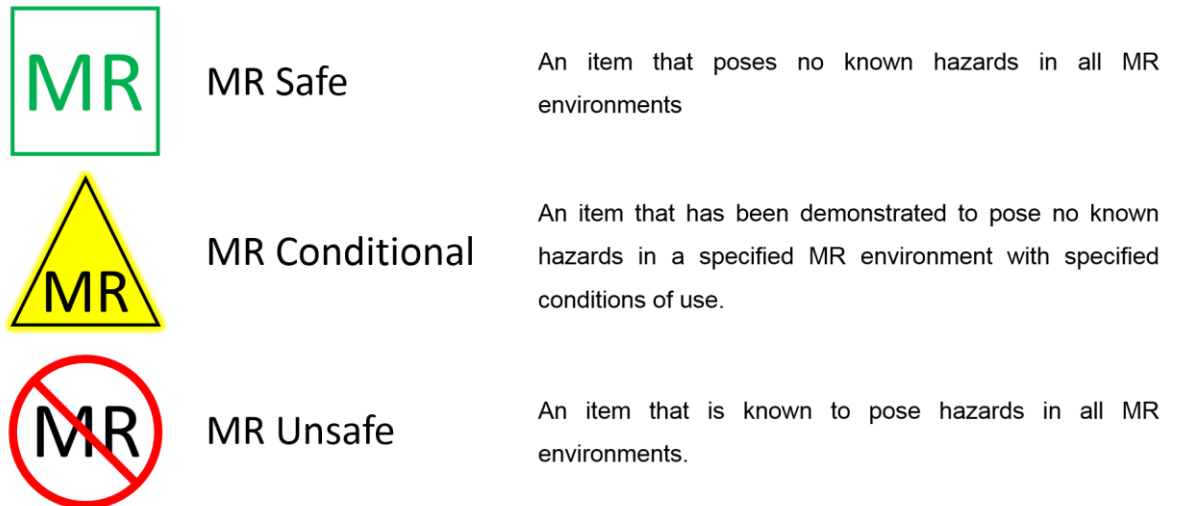 MR
MR Safe
An item that poses no known hazards in all MR
environments
MR
MR Conditional
An item that has been demonstrated to pose no known
hazards in a specified MR environment with specified
conditions of use.
MR
MR Unsafe
An item that is known to pose hazards in all MR
environments.